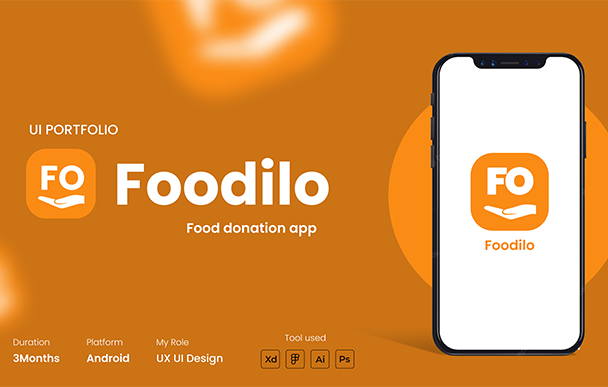 UI PORTFOLIO
FO
Foodilo
Food donation app
FO
Foodilo
Duration
3Months
Platform
Android
My Role
UX UI Design
Tool used
Xd
Ai
Ps